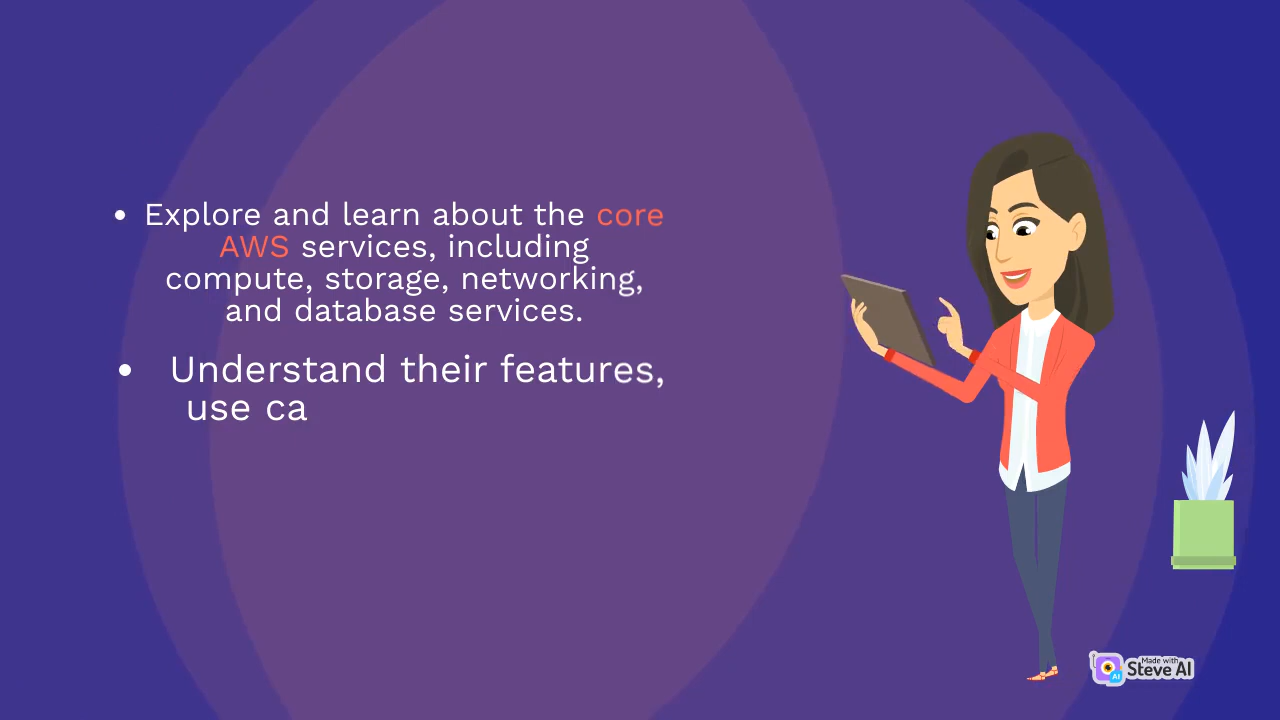 • Explore and learn about the core
AWS services, including
compute, storage, networking,
and database services.
• Understand their features,
use ca
Made with
Steve AI
AI